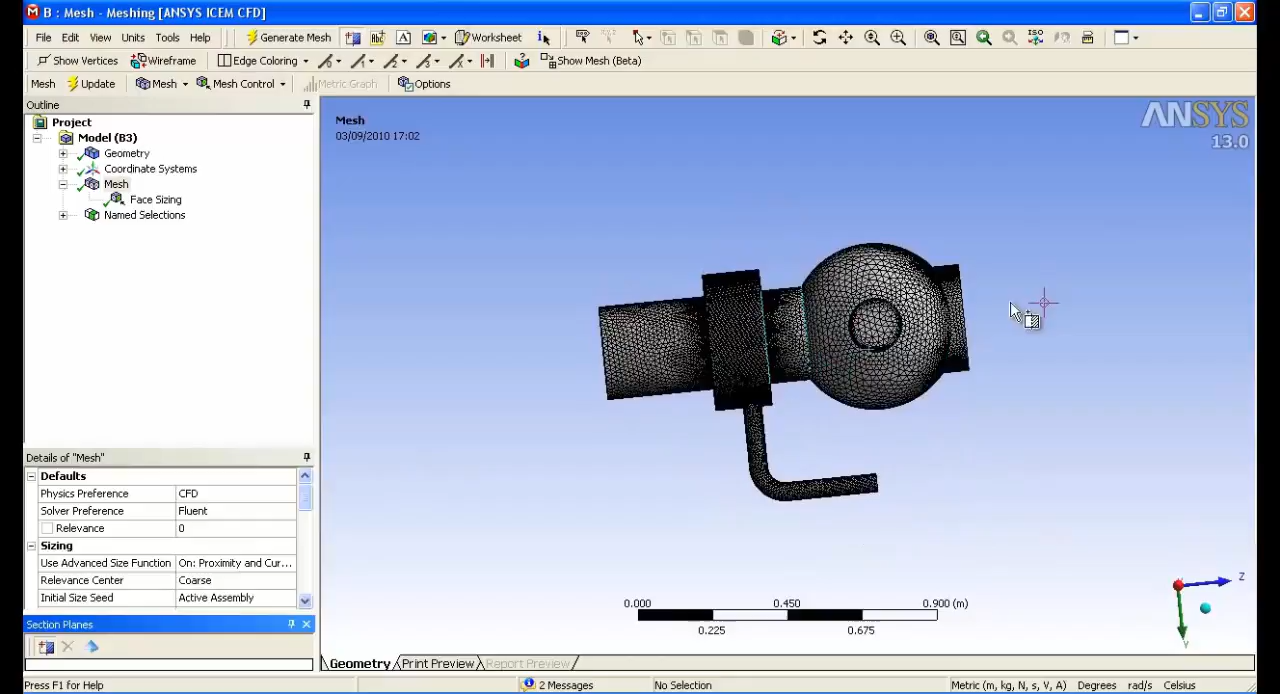 B : Mesh - Meshing [ANSYS ICEM CFD]
File Edit View Units Tools Help Generate Mesh Worksheet
Show Vertices Wireframe Edge Coloring Show Mesh (Beta)
Mesh Update Mesh Mesh Control Metric Graph Options
Outline
Project
Model (B3)
Geometry
Coordinate Systems
Mesh
Face Sizing
Named Selections
Details of "Mesh"
Defaults
Physics Preference CFD
Solver Preference Fluent
Relevance 0
Sizing
Use Advanced Size Function On: Proximity and Cur...
Relevance Center Coarse
Initial Size Seed Active Assembly
Section Planes
Mesh
03/09/2010 17:02
ANSYS
13.0
0.000 0.450 0.900 (m)
0.225 0.675
Z
Y
Geometry Print Preview Report Preview
Press F1 for Help 2 Messages No Selection Metric (m, kg, N, s, V, A) Degrees rad/s Celsius